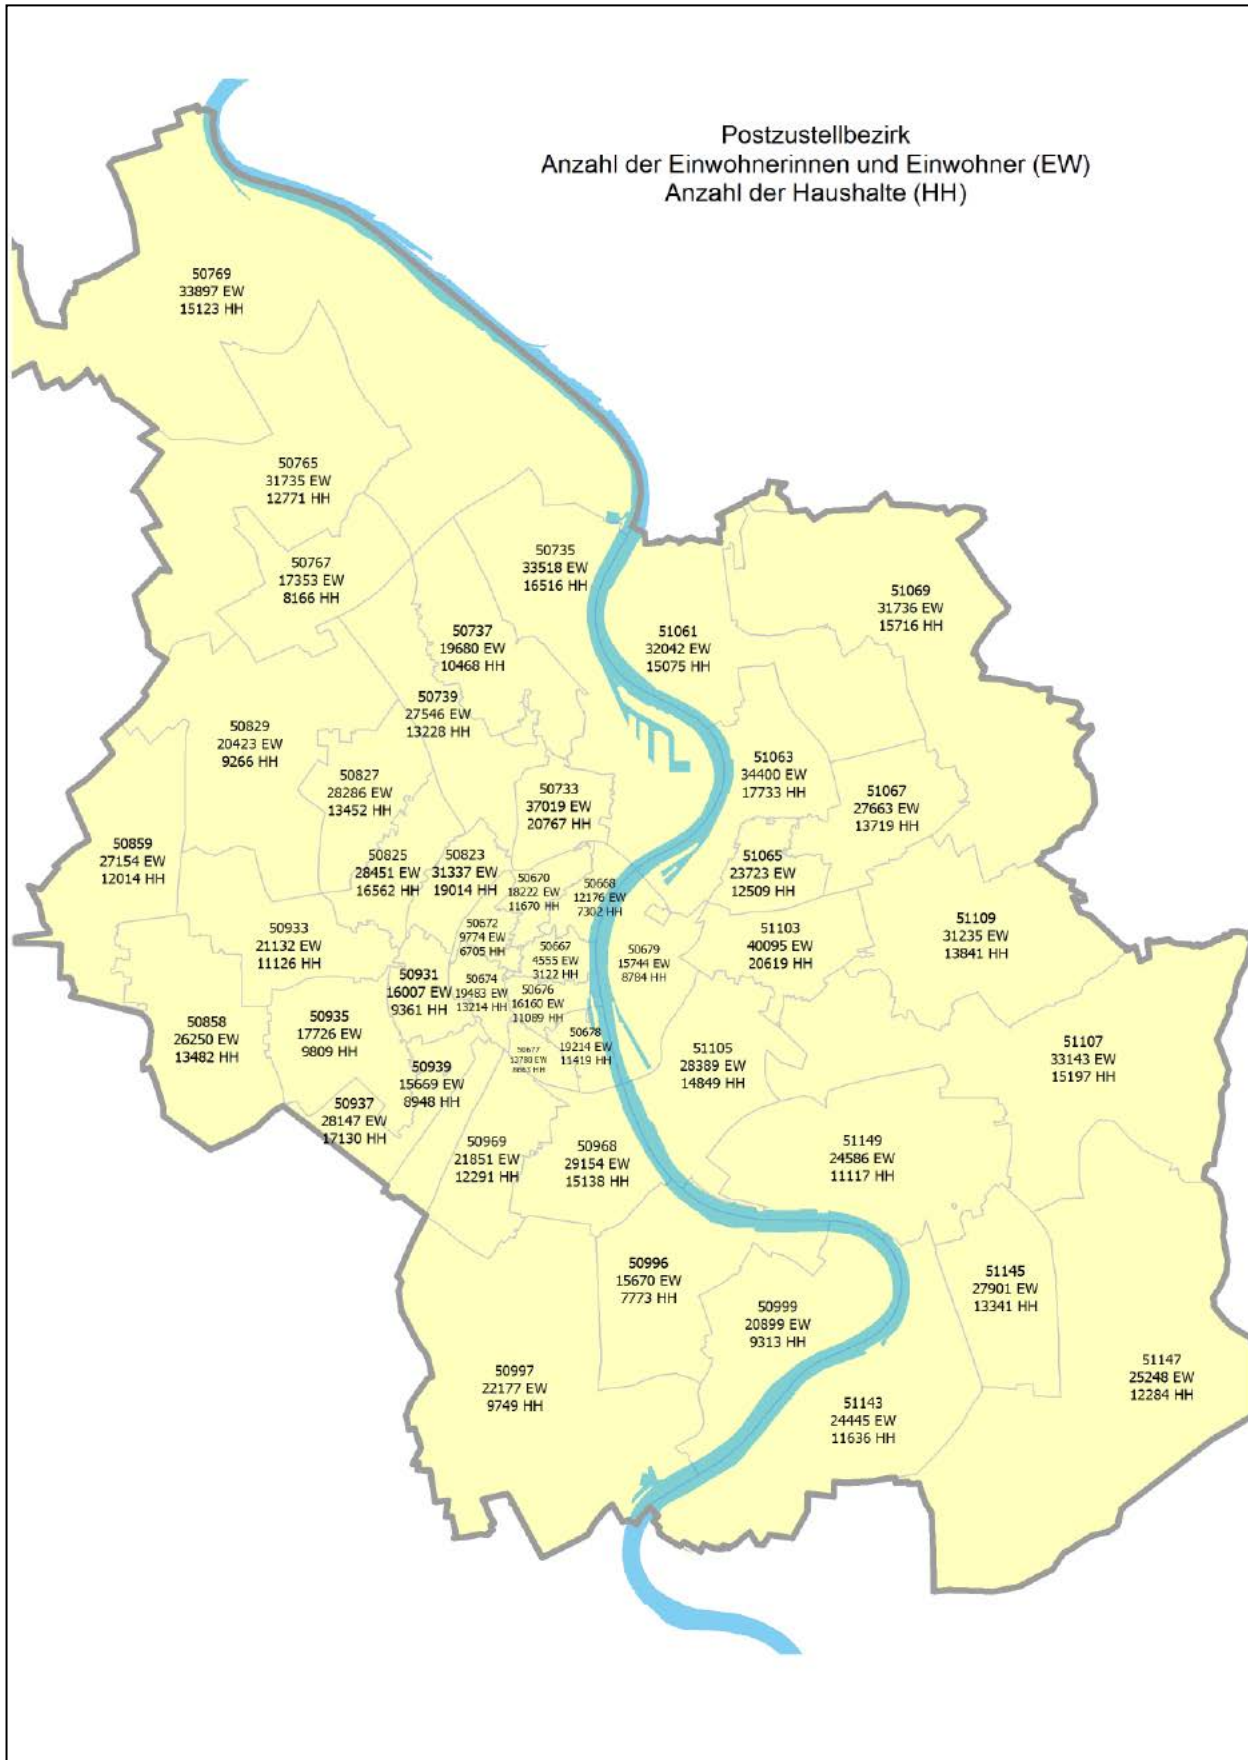 Postzustellbezirk
Anzahl der Einwohnerinnen und Einwohner (EW)
Anzahl der Haushalte (HH)
50769
33897 EW
15123 HH
50765
31735 EW
12771 HH
50767
17353 EW
8166 HH
50735
33518 EW
16516 HH
51069
31736 EW
15716 HH
50737
19680 EW
10468 HH
51061
32042 EW
15075 HH
50739
27546 EW
13228 HH
50829
20423 EW
9266 HH
50827
28286 EW
13452 HH
50733
37019 EW
20767 HH
51063
34400 EW
17733 HH
51067
27663 EW
13719 HH
50859
27154 EW
12014 HH
50825
28451 EW
16562 HH
50823
31337 EW
19014 HH
50670
18222 EW
11670 HH
50668
12176 EW
7302 HH
51065
23723 EW
12509 HH
50933
21132 EW
11126 HH
50672
9774 EW
6705 HH
50667
4555 EW
3122 HH
50679
15744 EW
8784 HH
51103
40095 EW
20619 HH
51109
31235 EW
13841 HH
50931
16007 EW
9361 HH
50674
19483 EW
13214 HH
50676
16160 EW
11089 HH
50858
26250 EW
13482 HH
50935
17726 EW
9809 HH
50678
19214 EW
11419 HH
50677
EW
HH
51105
28389 EW
14849 HH
51107
33143 EW
15197 HH
50939
15669 EW
8948 HH
50937
28147 EW
17130 HH
50969
21851 EW
12291 HH
50968
29154 EW
15138 HH
51149
24586 EW
11117 HH
50996
15670 EW
7773 HH
51145
27901 EW
13341 HH
50999
20899 EW
9313 HH
50997
22177 EW
9749 HH
51147
25248 EW
12284 HH
51143
24445 EW
11636 HH